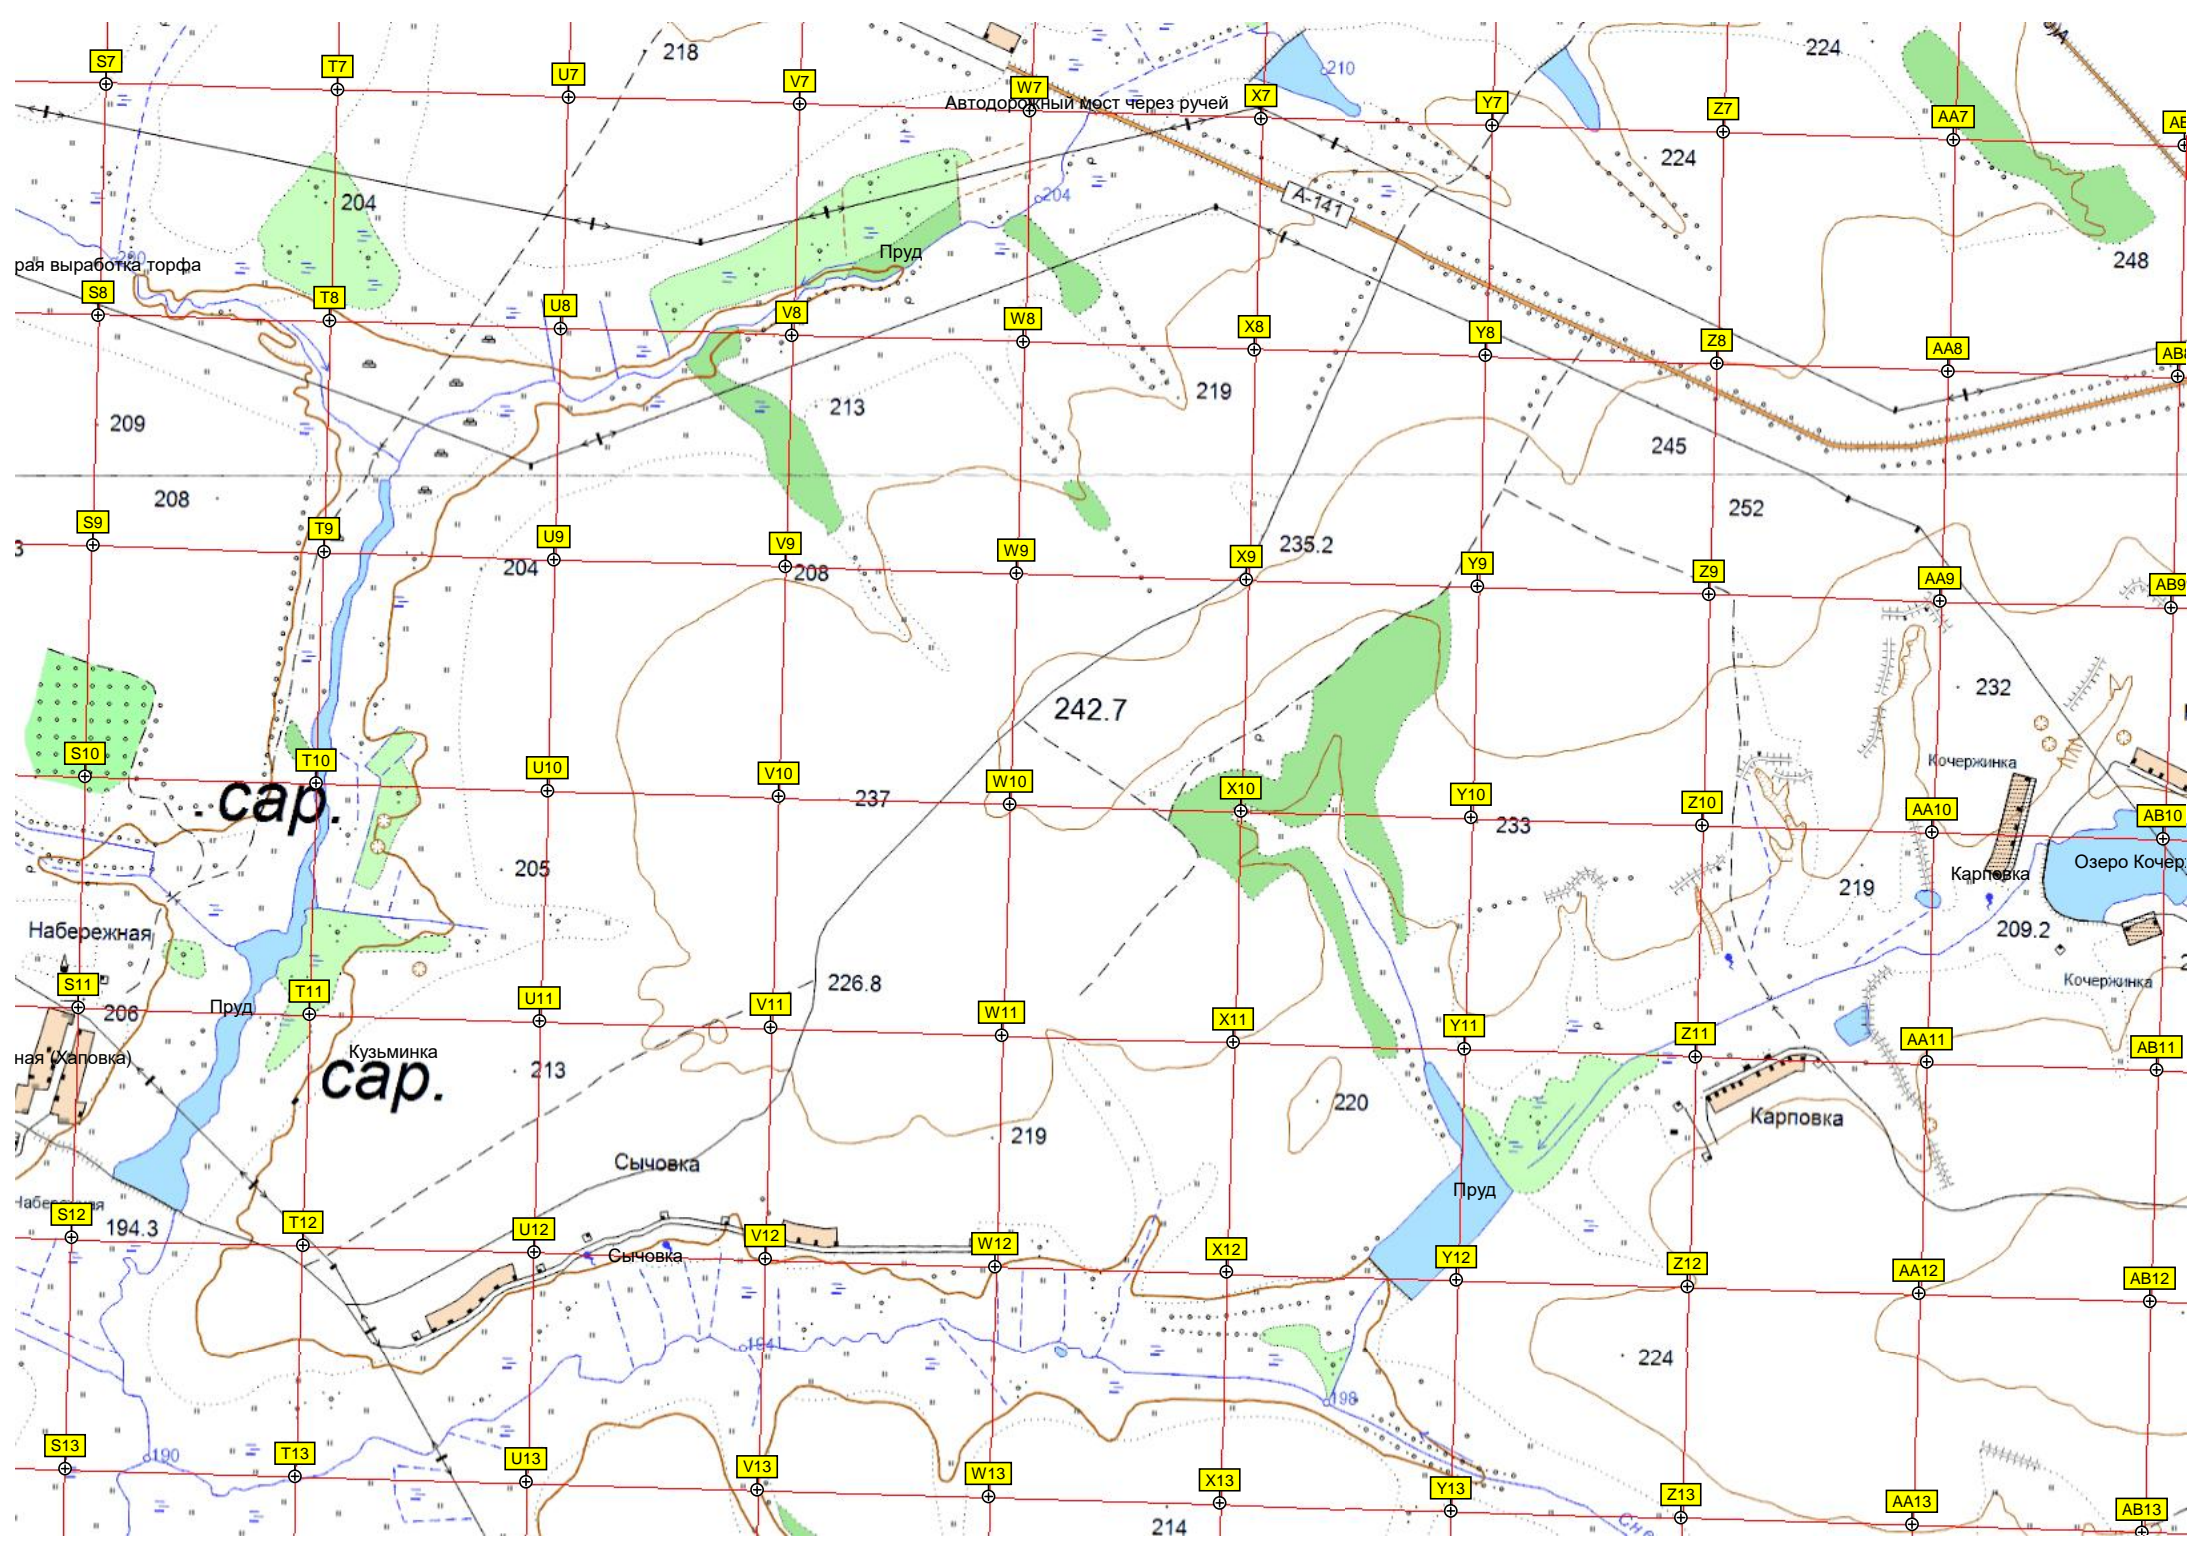 218
224
S7
T7
U7
V7
W7
X7
Y7
Z7
AA7
210
Автодорожный мост через ручей
224
204
204
А-141
248
Пруд
200
рая выработка торфа
S8
T8
U8
V8
W8
X8
Y8
Z8
AA8
219
213
209
245
208
252
S9
T9
U9
V9
W9
X9
Y9
Z9
AA9
AB9
235.2
204
208
232
242.7
S10
T10
U10
V10
W10
X10
Y10
Z10
AA10
AB10
Кочержинка
сар.
237
233
205
219
Озеро Кочер
Карповка
Набережная
209.2
226.8
Кочержинка
S11
T11
U11
V11
W11
X11
Y11
Z11
AA11
AB11
206
Пруд
ная (Хаповка)
Кузьминка
213
сар.
220
Карповка
219
Сычовка
Пруд
194.3
S12
T12
U12
V12
W12
X12
Y12
Z12
AA12
AB12
Сычовка
194
224
198
190
S13
T13
U13
V13
W13
X13
Y13
Z13
AA13
AB13
214
Сне